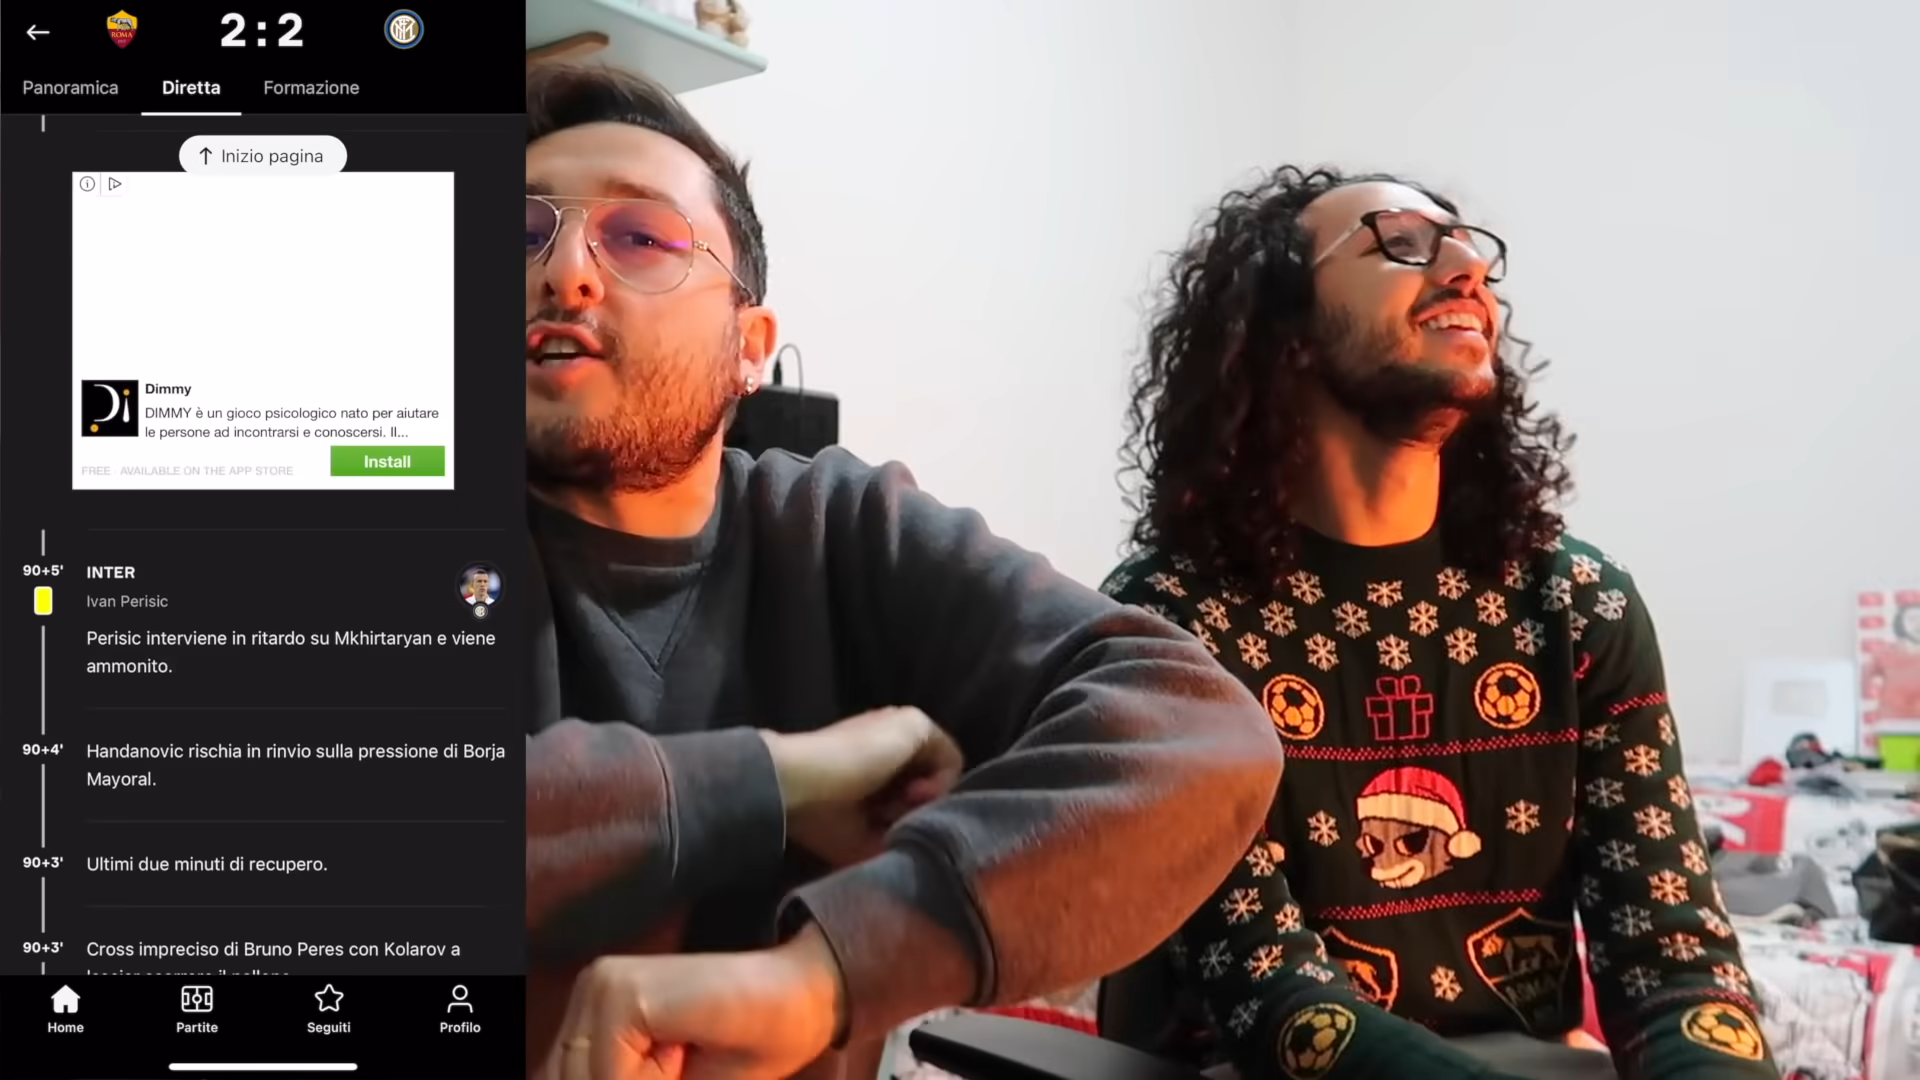 ROMA
2:2
Panoramica Diretta Formazione
↑ Inizio pagina
Dimmy
DIMMY è un gioco psicologico nato per aiutare
le persone ad incontrarsi e conoscersi. Il...
FREE · AVAILABLE ON THE APP STORE
Install
90+5' INTER
Ivan Perisic
Perisic interviene in ritardo su Mkhirtaryan e viene
ammonito.
90+4' Handanovic rischia in rinvio sulla pressione di Borja
Mayoral.
90+3' Ultimi due minuti di recupero.
90+3' Cross impreciso di Bruno Peres con Kolarov a
Home Partite Seguiti Profilo
ROMA